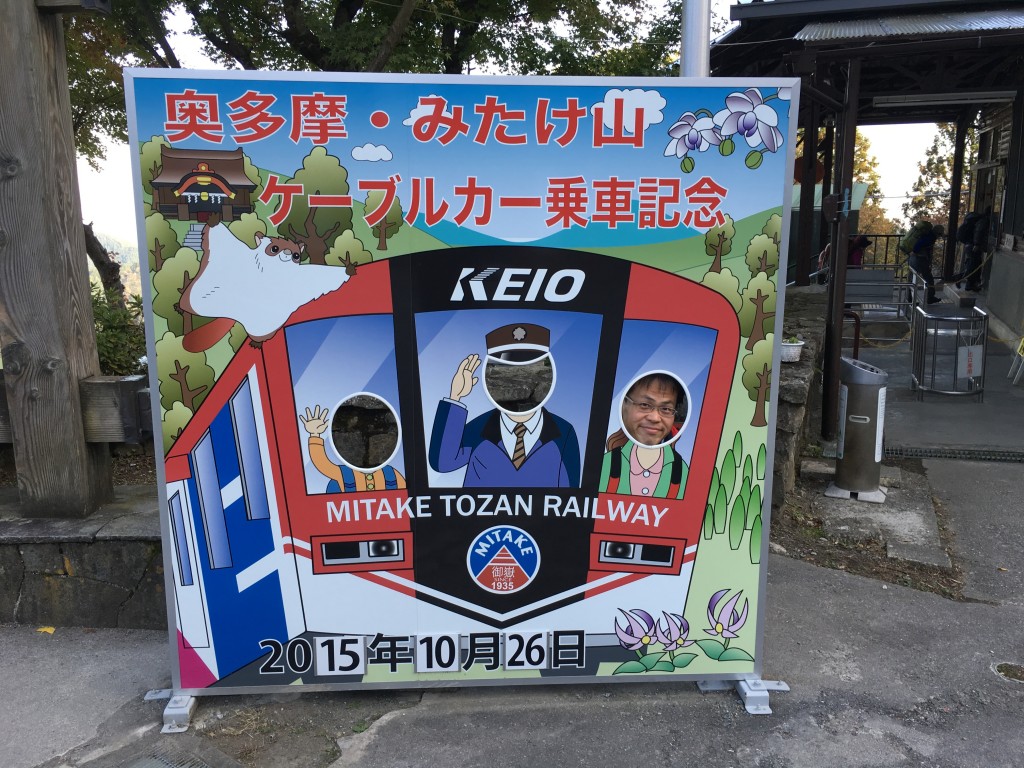 奥多摩・みたけ山
ケーブルカー乗車記念
KEIO
MITAKE TOZAN RAILWAY
MITAKE
御嶽
SINCE
1935
2015年10月26日